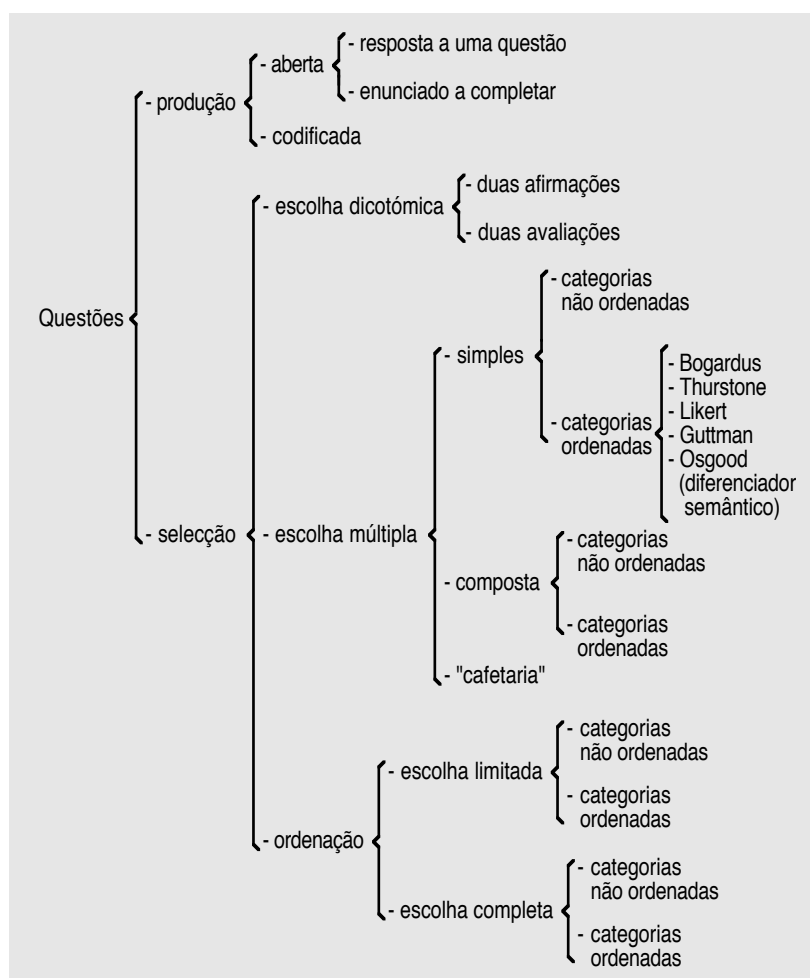 - resposta a uma questão
- aberta
- enunciado a completar
- produção
- codificada
- duas afirmações
- escolha dicotómica
- duas avaliações
- categorias
não ordenadas
Questões
- simples
- Bogardus
- Thurstone
- Likert
- categorias
ordenadas
- Guttman
- Osgood
(diferenciador
semântico)
- selecção
- escolha múltipla
- categorias
não ordenadas
- composta
- categorias
ordenadas
- "cafetaria"
- categorias
não ordenadas
- escolha limitada
- categorias
ordenadas
- ordenação
- categorias
não ordenadas
- escolha completa
- categorias
ordenadas